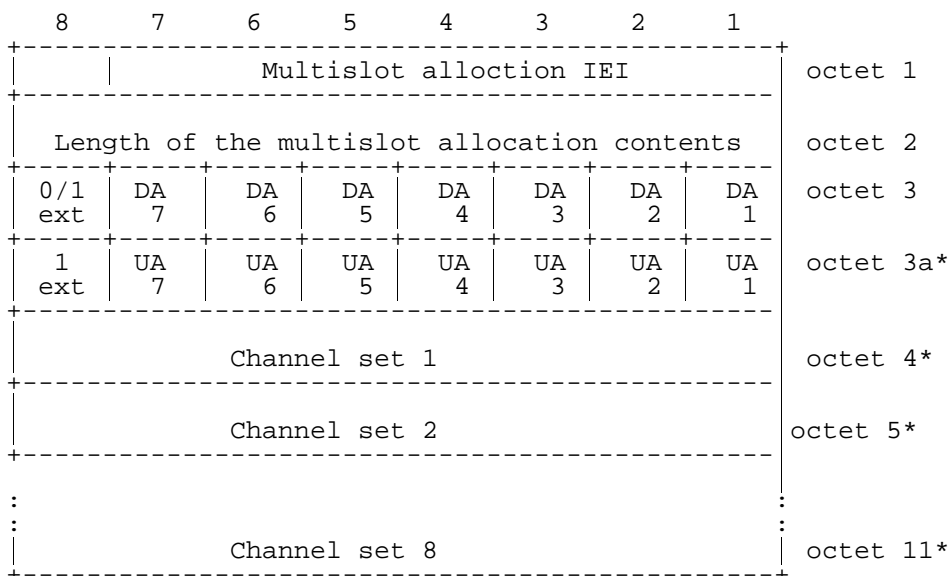 8 7 6 5 4 3 2 1
Multislot alloction IEI octet 1
Length of the multislot allocation contents octet 2
0/1 DA DA DA DA DA DA DA octet 3
ext 7 6 5 4 3 2 1
1 UA UA UA UA UA UA UA octet 3a*
ext 7 6 5 4 3 2 1
Channel set 1 octet 4*
Channel set 2 octet 5*
: :
: :
Channel set 8 octet 11*